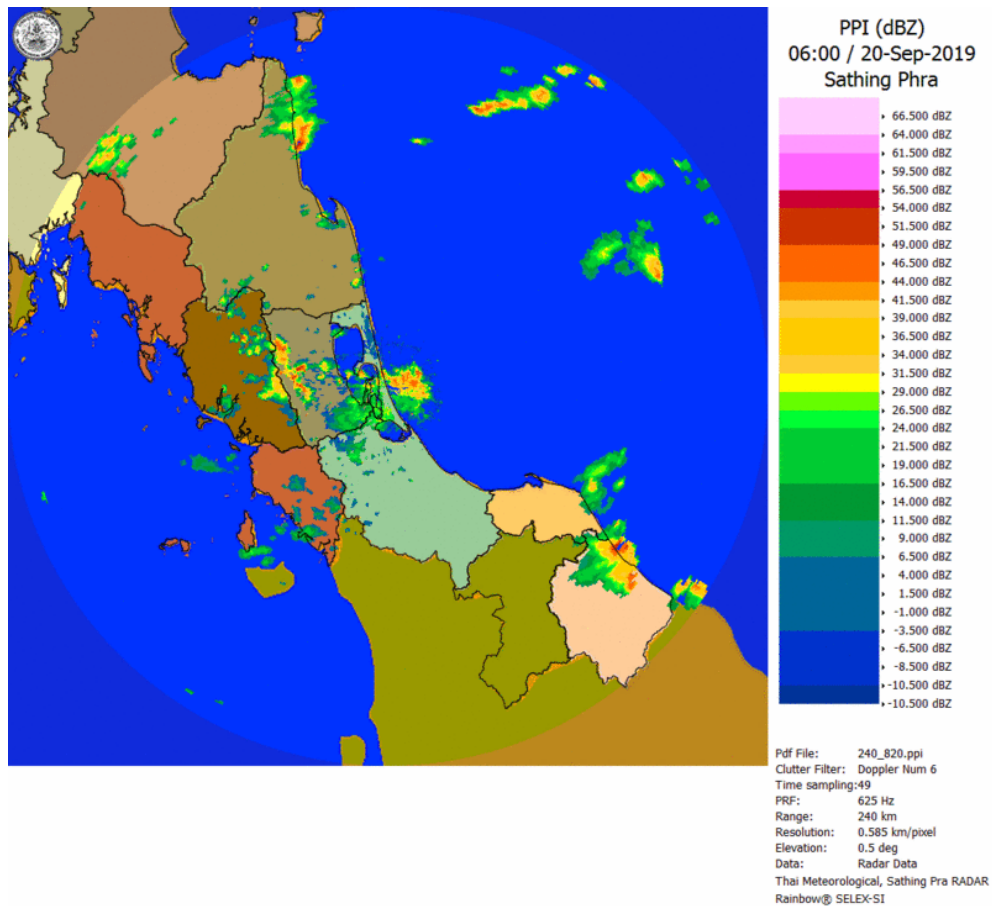 PPI (dBZ)
06:00 / 20-Sep-2019
Sathing Phra
66.500 dBZ
64.000 dBZ
61.500 dBZ
59.500 dBZ
56.500 dBZ
54.000 dBZ
51.500 dBZ
49.000 dBZ
46.500 dBZ
44.000 dBZ
41.500 dBZ
39.000 dBZ
36.500 dBZ
34.000 dBZ
31.500 dBZ
29.000 dBZ
26.500 dBZ
24.000 dBZ
21.500 dBZ
19.000 dBZ
16.500 dBZ
14.000 dBZ
11.500 dBZ
9.000 dBZ
6.500 dBZ
4.000 dBZ
1.500 dBZ
-1.000 dBZ
-3.500 dBZ
-6.500 dBZ
-8.500 dBZ
-10.500 dBZ
-10.500 dBZ
Pdf File: 240_820.ppi
Clutter Filter: Doppler Num 6
Time sampling:49
PRF: 625 Hz
Range: 240 km
Resolution: 0.585 km/pixel
Elevation: 0.5 deg
Data: Radar Data
Thai Meteorological, Sathing Pra RADAR
Rainbow® SELEX-SI